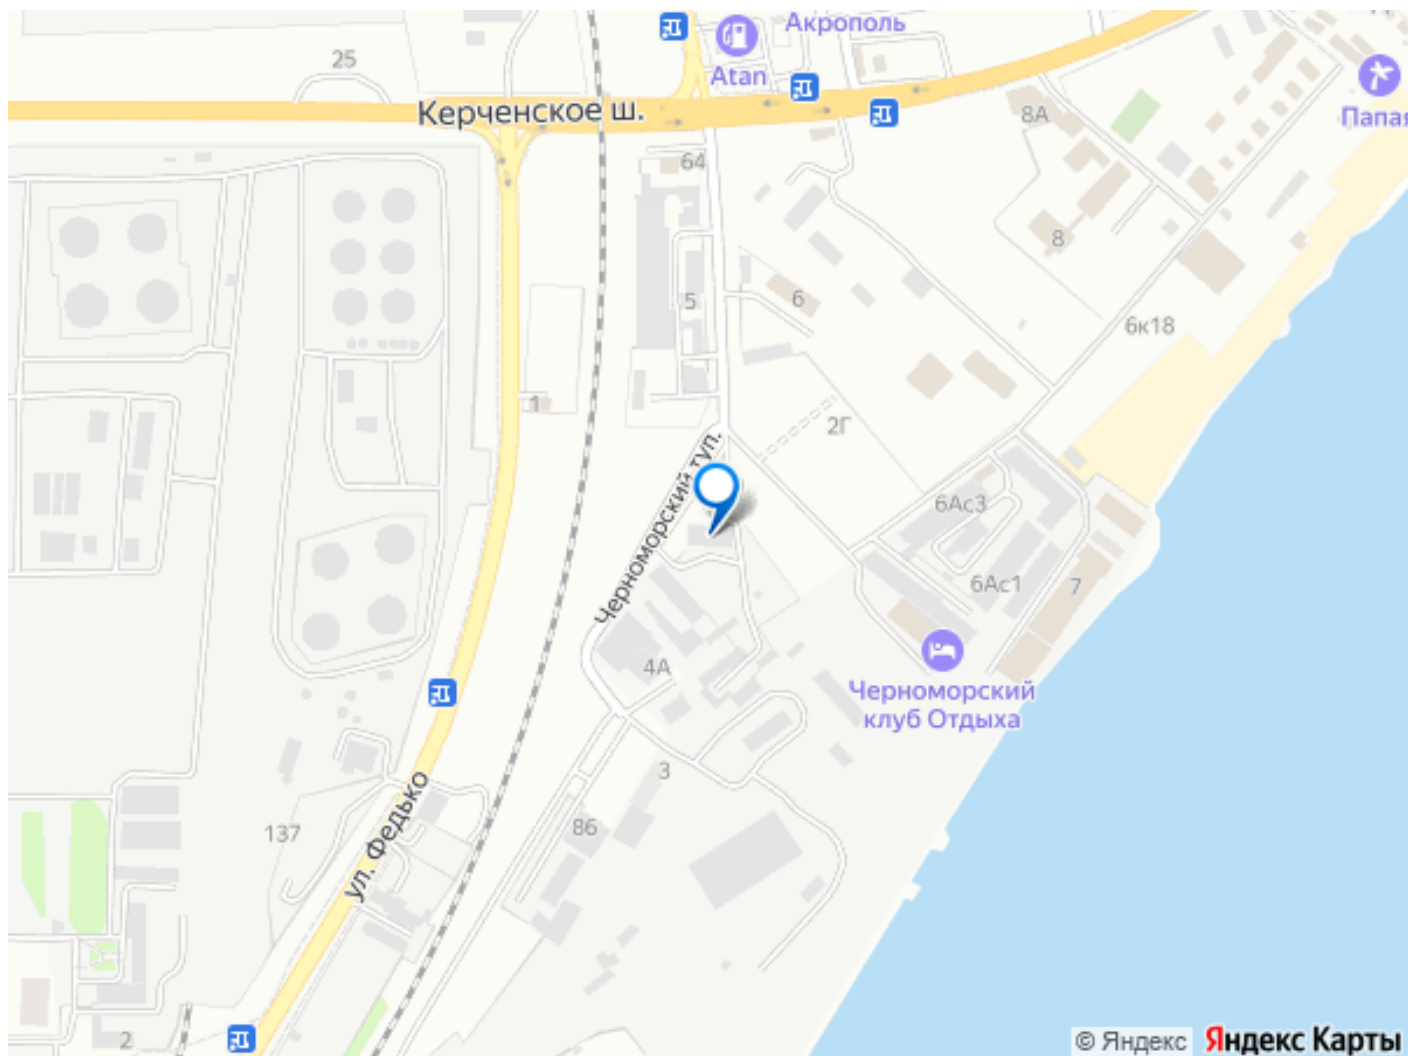 Акрополь
25
Atan
Керченское ш.
8А
Папая
64
8
5
6
6к18
1
2Г
Черноморский туп.
6Ас3
6Ас1
7
4А
Черноморский
клуб Отдыха
3
137
86
ул. Федько
2
© Яндекс
Яндекс Карты